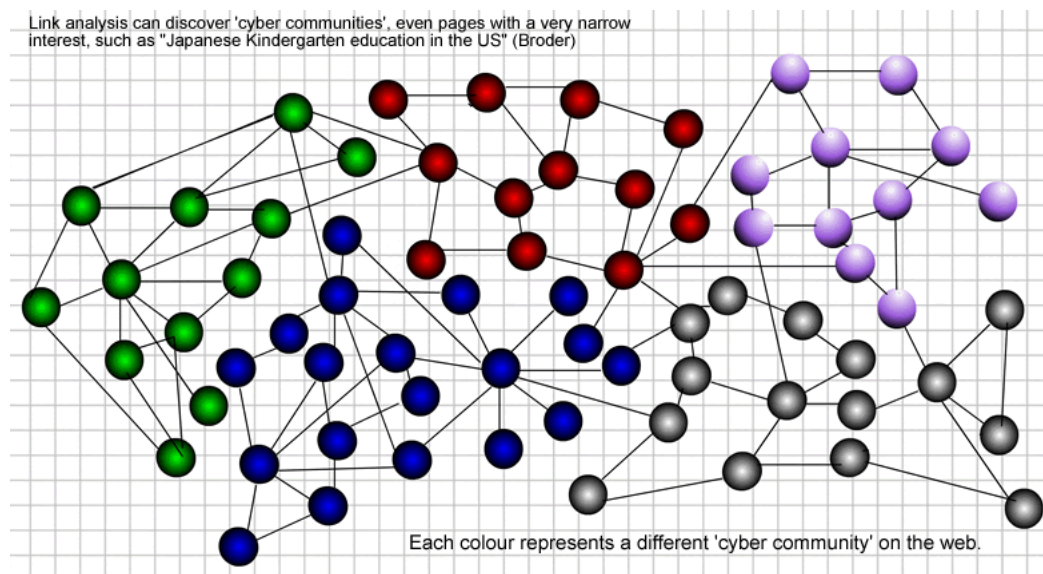 Link analysis can discover 'cyber communities', even pages with a very narrow
interest, such as "Japanese Kindergarten education in the US" (Broder)
Each colour represents a different 'cyber community' on the web.